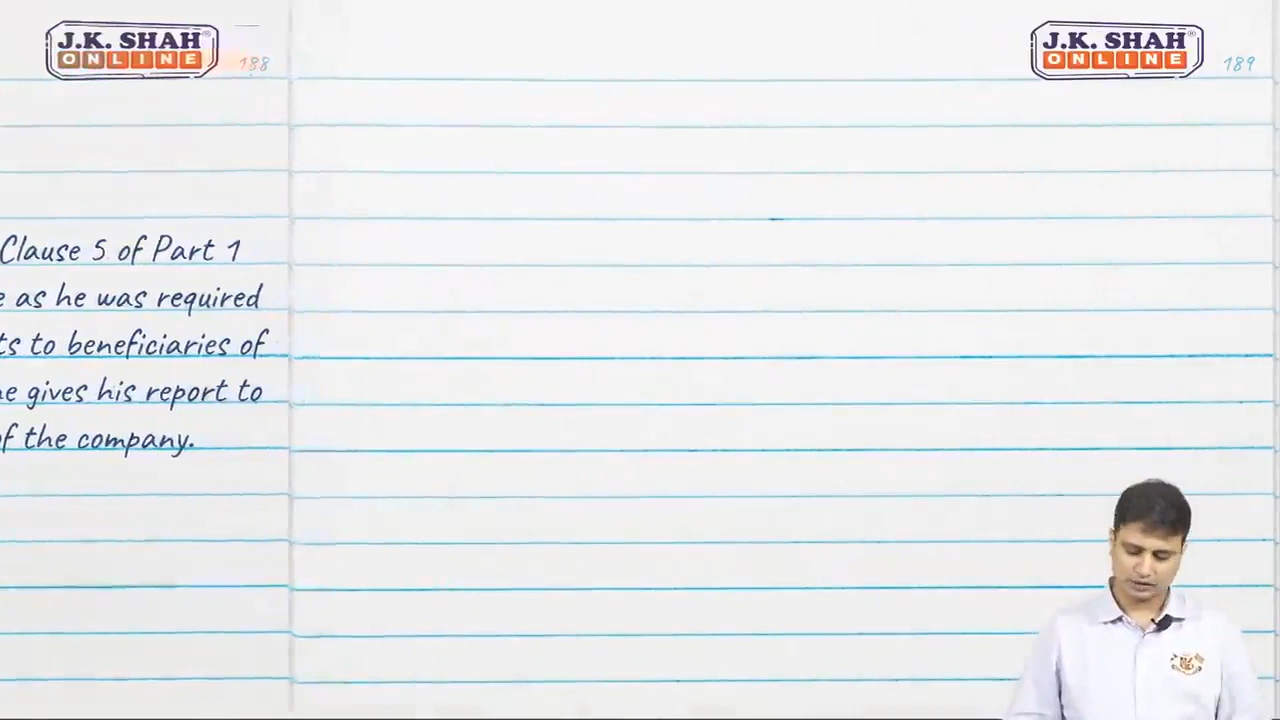 J.K. SHAH®
ONLINE
188
J.K. SHAH®
ONLINE
189
Clause 5 of Part 1
e as he was required
ts to beneficiaries of
he gives his report to
of the company.